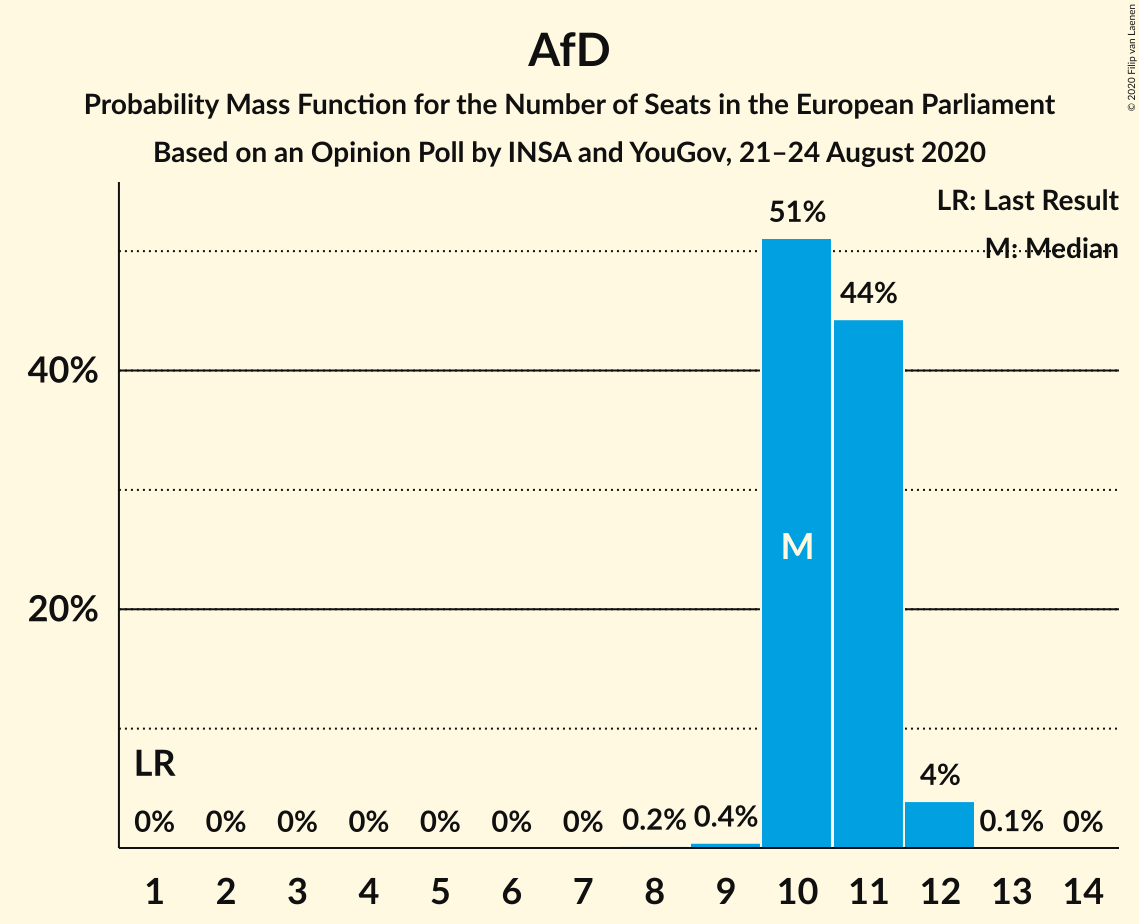 AfD
Probability Mass Function for the Number of Seats in the European Parliament
Based on an Opinion Poll by INSA and YouGov, 21–24 August 2020
© 2020 Filip van Laenen
LR: Last Result
M: Median
51%
44%
40%
M
20%
LR
4%
0% 0% 0% 0% 0% 0% 0% 0.2% 0.4% 0.1% 0%
1 2 3 4 5 6 7 8 9 10 11 12 13 14